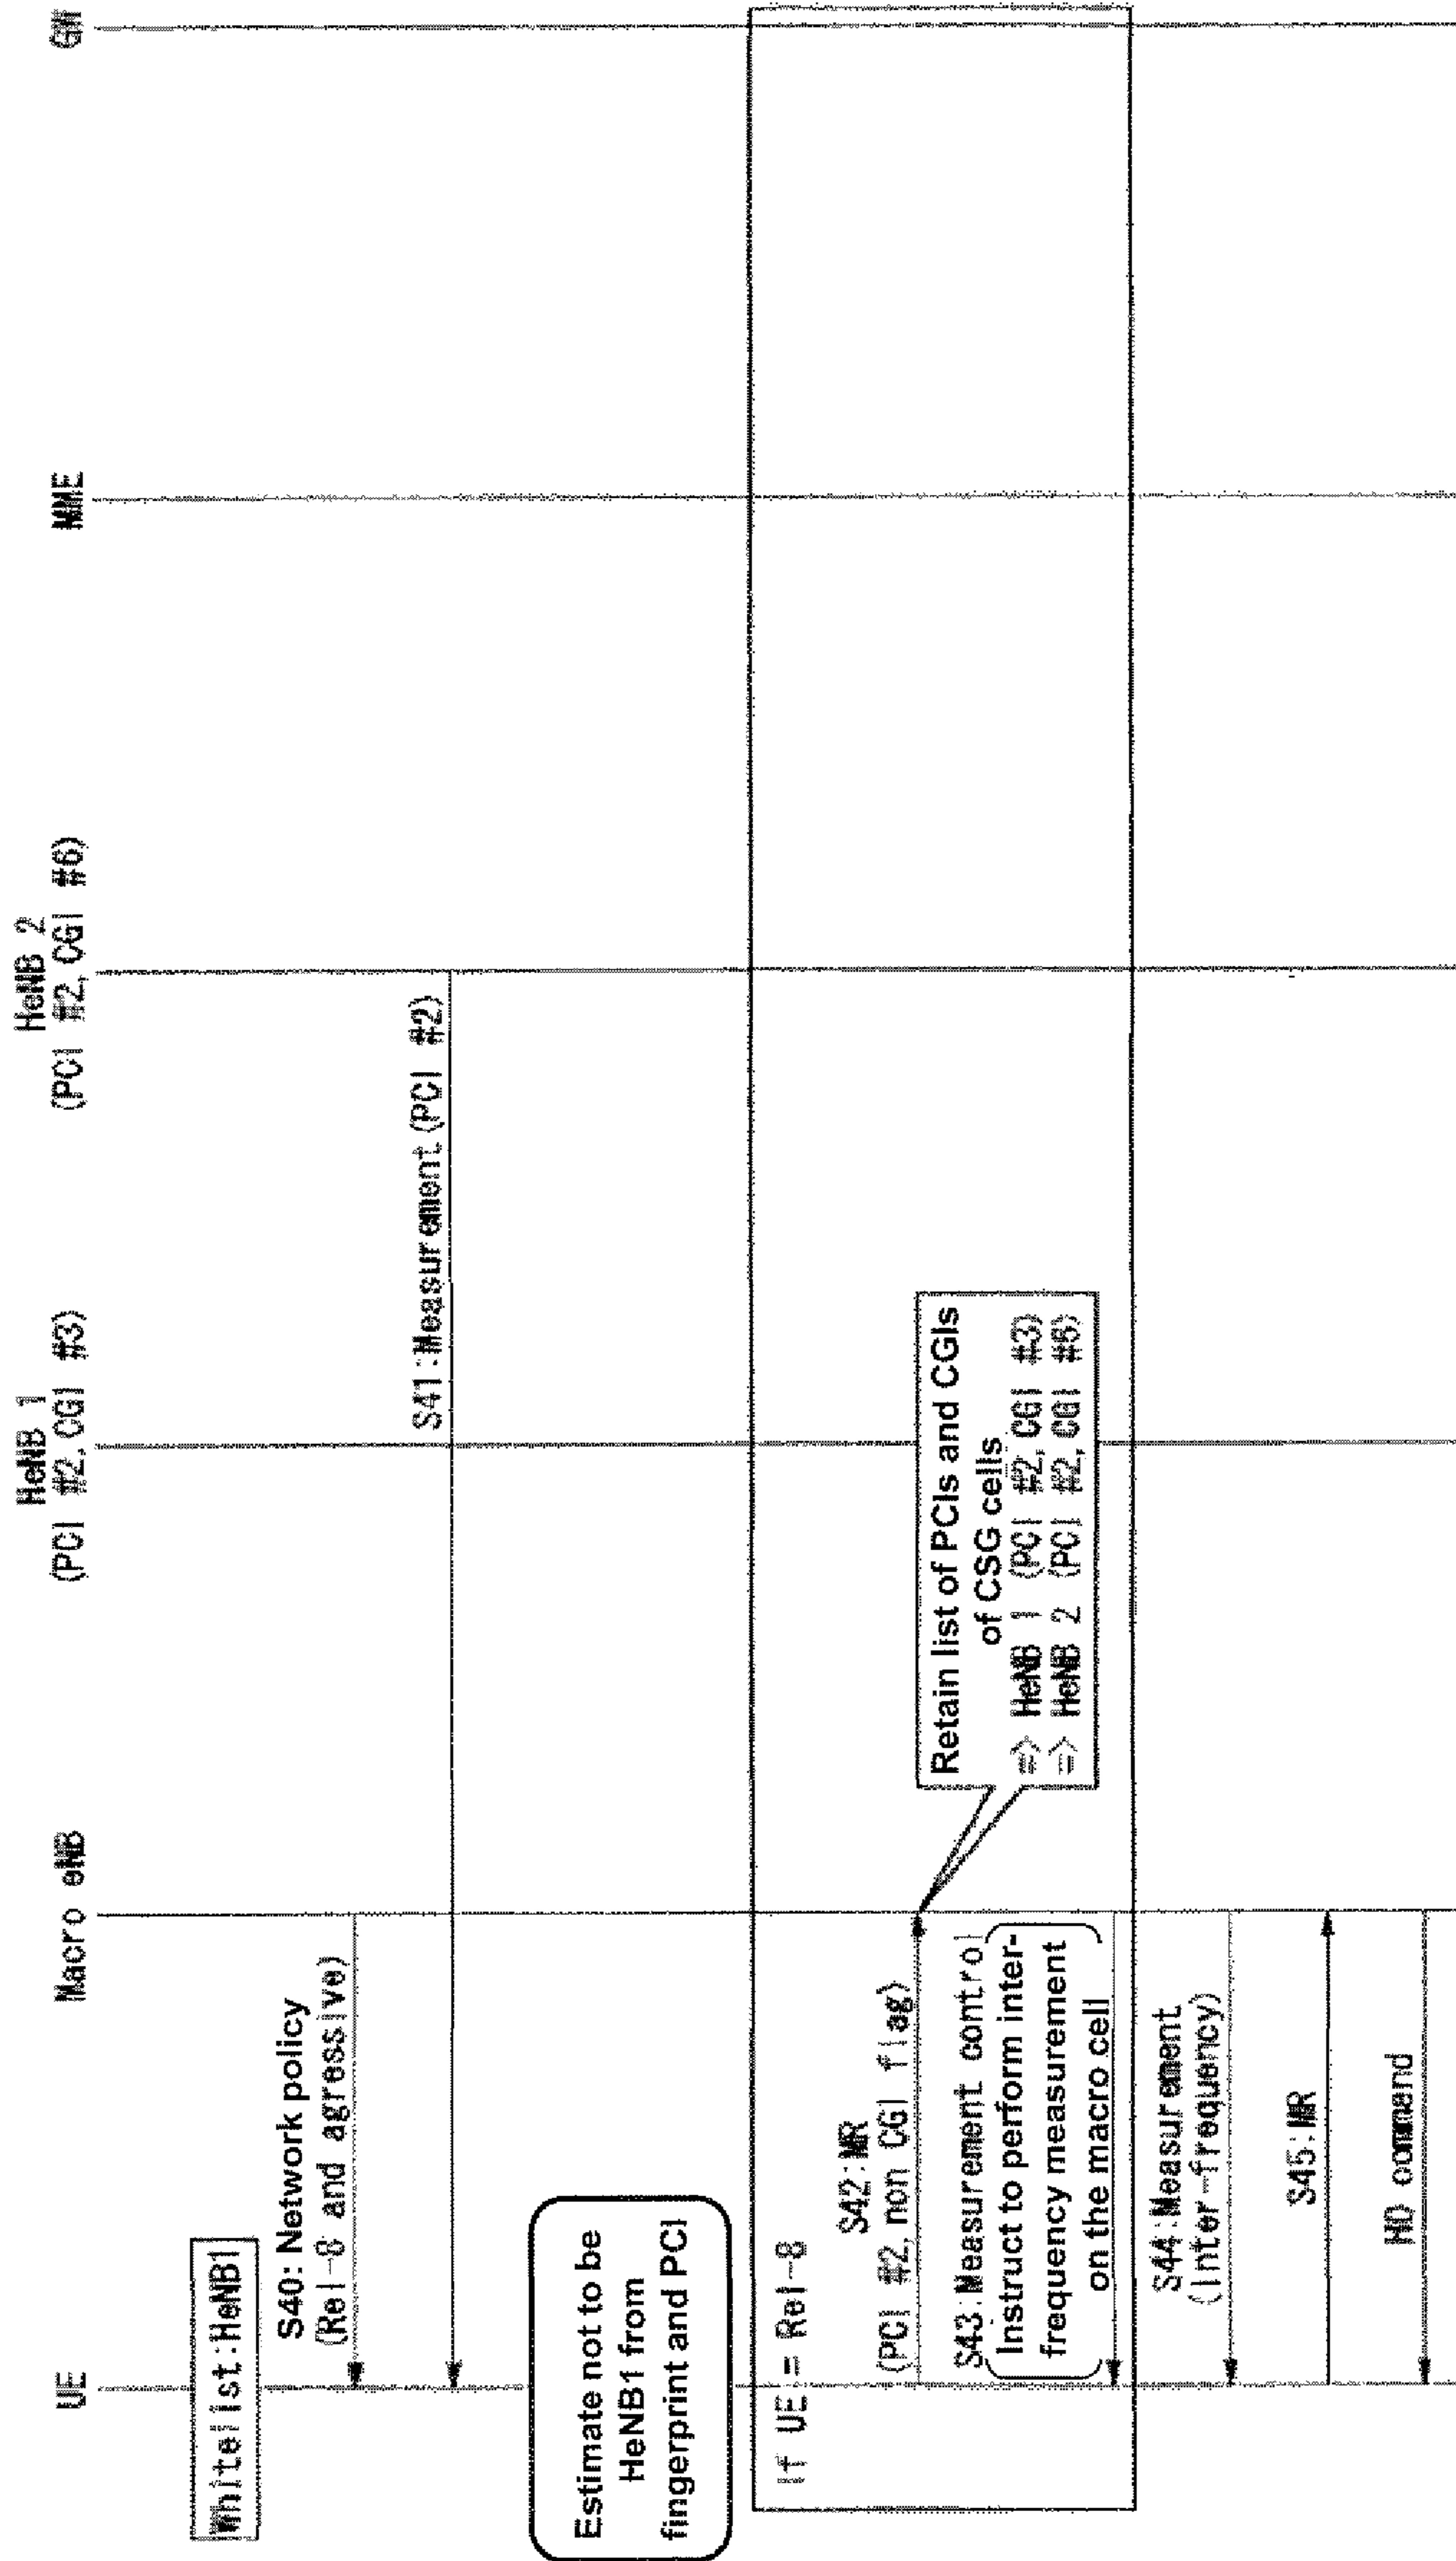 UE
Macro eNB
HeNB 1
(PCI #2, CGI #3)
HeNB 2
(PCI #2, CGI #6)
MME
GW
Whitelist:HeNB1
S40: Network policy
(Rel-8 and agressive)
S41:Measurement (PCI #2)
Estimate not to be
HeNB1 from
fingerprint and PCI
If UE = Rel-8
S42:MR
(PCI #2, non CGI flag)
Retain list of PCIs and CGIs
of CSG cells
=> HeNB 1 (PCI #2, CGI #3)
=> HeNB 2 (PCI #2, CGI #6)
S43:Measurement control
Instruct to perform inter-
frequency measurement
on the macro cell
S44:Measurement
(Inter-frequency)
S45:MR
HO command